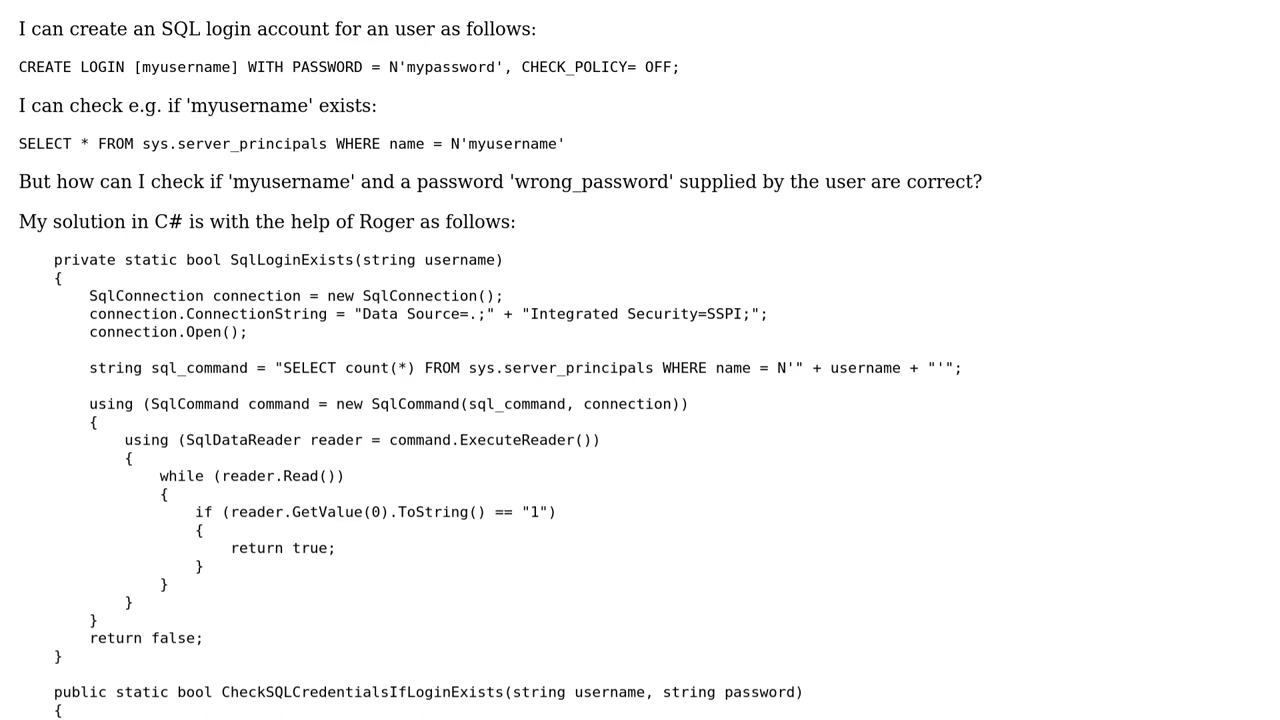 I can create an SQL login account for an user as follows:
CREATE LOGIN [myusername] WITH PASSWORD = N'mypassword', CHECK_POLICY= OFF;
I can check e.g. if 'myusername' exists:
SELECT * FROM sys.server_principals WHERE name = N'myusername'
But how can I check if 'myusername' and a password 'wrong_password' supplied by the user are correct?
My solution in C# is with the help of Roger as follows:
    private static bool SqlLoginExists(string username)
    {
        SqlConnection connection = new SqlConnection();
        connection.ConnectionString = "Data Source=.;" + "Integrated Security=SSPI;";
        connection.Open();

        string sql_command = "SELECT count(*) FROM sys.server_principals WHERE name = N'" + username + "'";

        using (SqlCommand command = new SqlCommand(sql_command, connection))
        {
            using (SqlDataReader reader = command.ExecuteReader())
            {
                while (reader.Read())
                {
                    if (reader.GetValue(0).ToString() == "1")
                    {
                        return true;
                    }
                }
            }
        }
        return false;
    }

    public static bool CheckSQLCredentialsIfLoginExists(string username, string password)
    {